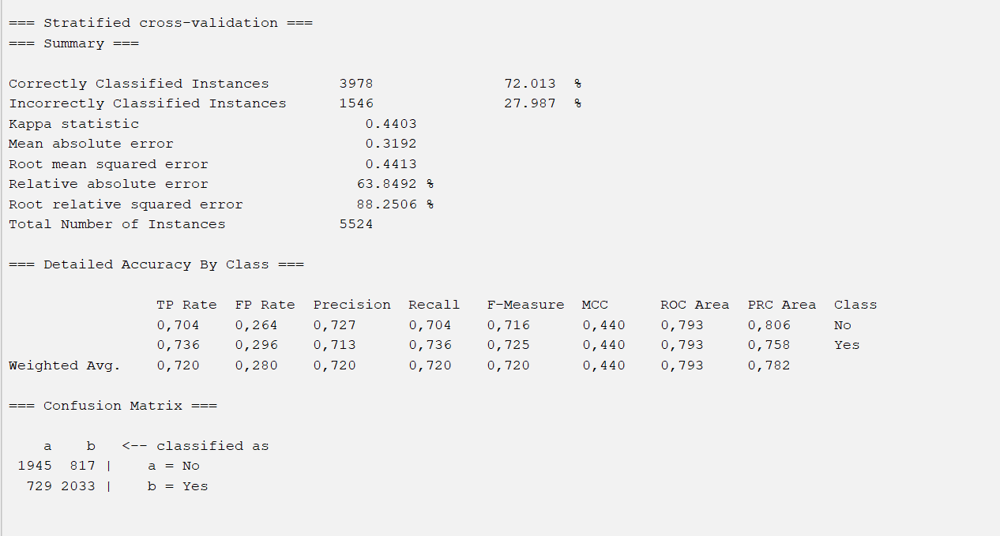 === Stratified cross-validation ===
=== Summary ===
Correctly Classified Instances        3978               72.013  %
Incorrectly Classified Instances      1546               27.987  %
Kappa statistic                          0.4403
Mean absolute error                      0.3192
Root mean squared error                  0.4413
Relative absolute error                 63.8492 %
Root relative squared error             88.2506 %
Total Number of Instances             5524
=== Detailed Accuracy By Class ===
                 TP Rate  FP Rate  Precision  Recall   F-Measure  MCC      ROC Area  PRC Area  Class
                 0,704    0,264    0,727      0,704    0,716      0,440    0,793     0,806     No
                 0,736    0,296    0,713      0,736    0,725      0,440    0,793     0,758     Yes
Weighted Avg.    0,720    0,280    0,720      0,720    0,720      0,440    0,793     0,782
=== Confusion Matrix ===
    a    b   <-- classified as
 1945  817 |    a = No
  729 2033 |    b = Yes